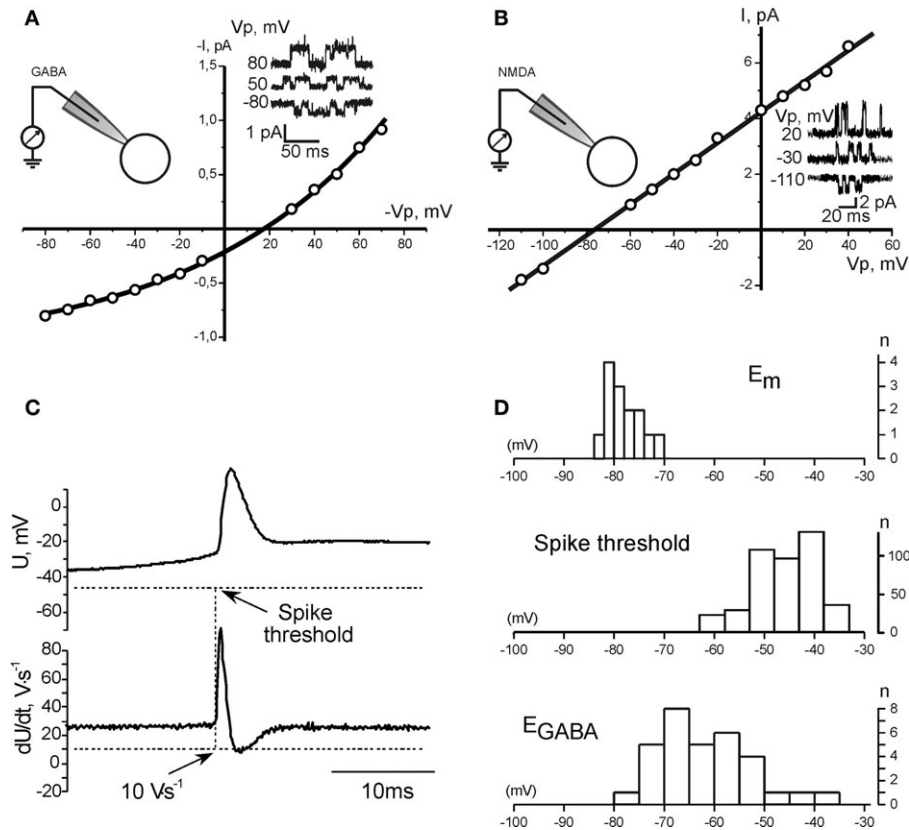 A
-I, pA
Vp, mV
GABA
80
50
-80
1 pA
50 ms
1,5
1,0
0,5
-0,5
-1,0
-Vp, mV
-80 -60 -40 -20 0 20 40 60 80
B
I, pA
NMDA
6
4
2
-2
Vp, mV
20
-30
-110
2 pA
20 ms
-120 -100 -80 -60 -40 -20 0 20 40 60
Vp, mV
C
U, mV
0
-20
-40
-60
Spike
threshold
dU/dt, V·s⁻¹
80
60
40
20
10
0
-20
10 Vs⁻¹
10ms
D
Em
n
4
3
2
1
0
(mV)
-100 -90 -80 -70 -60 -50 -40 -30
Spike threshold
n
100
50
0
(mV)
-100 -90 -80 -70 -60 -50 -40 -30
EGABA
n
8
6
4
2
0
(mV)
-100 -90 -80 -70 -60 -50 -40 -30